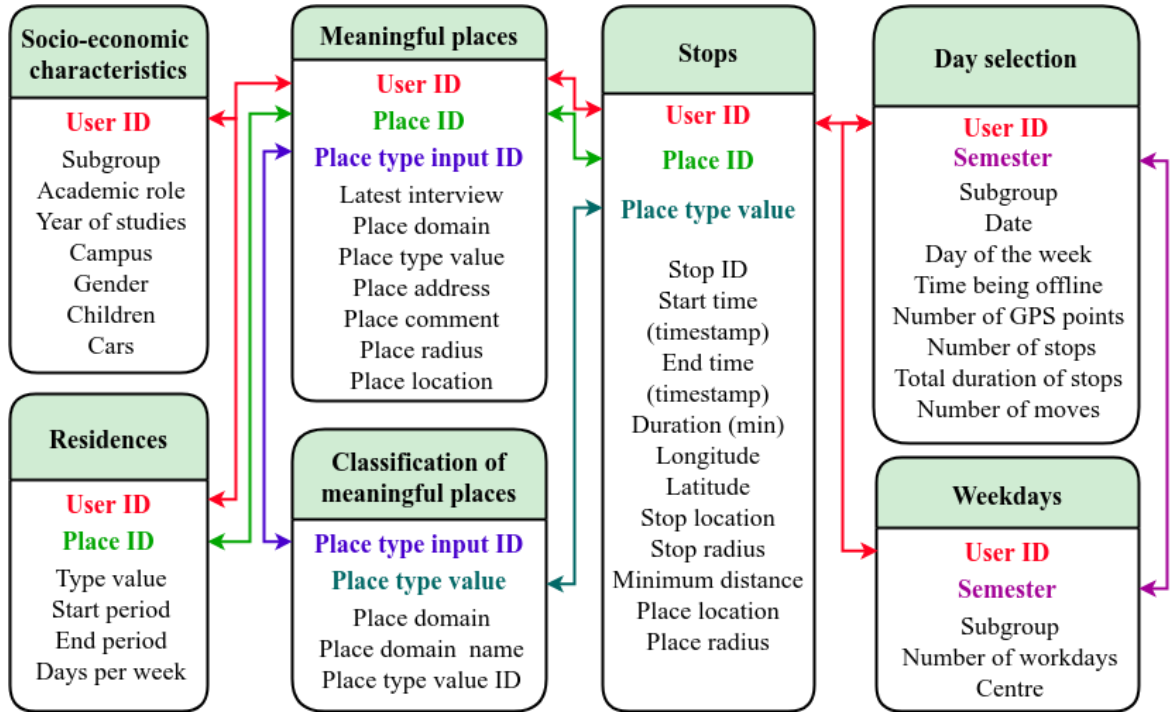 Socio-economic
characteristics
User ID
Subgroup
Academic role
Year of studies
Campus
Gender
Children
Cars
Residences
User ID
Place ID
Type value
Start period
End period
Days per week
Meaningful places
User ID
Place ID
Place type input ID
Latest interview
Place domain
Place type value
Place address
Place comment
Place radius
Place location
Classification of
meaningful places
Place type input ID
Place type value
Place domain
Place domain name
Place type value ID
Stops
User ID
Place ID
Place type value
Stop ID
Start time
(timestamp)
End time
(timestamp)
Duration (min)
Longitude
Latitude
Stop location
Stop radius
Minimum distance
Place location
Place radius
Day selection
User ID
Semester
Subgroup
Date
Day of the week
Time being offline
Number of GPS points
Number of stops
Total duration of stops
Number of moves
Weekdays
User ID
Semester
Subgroup
Number of workdays
Centre